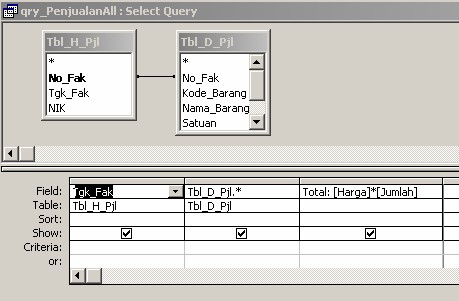 qry_PenjualanAll : Select Query
Tbl_H_Pjl
*
No_Fak
Tgk_Fak
NIK
Tbl_D_Pjl
*
No_Fak
Kode_Barang
Nama_Barang
Satuan
Field: Tgk_Fak Tbl_D_Pjl.* Total: [Harga]*[Jumlah]
Table: Tbl_H_Pjl Tbl_D_Pjl
Sort:
Show:
Criteria:
or: